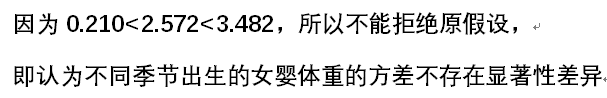 因为 0.210<2.572<3.482，所以不能拒绝原假设，
即认为不同季节出生的女婴体重的方差不存在显著性差异